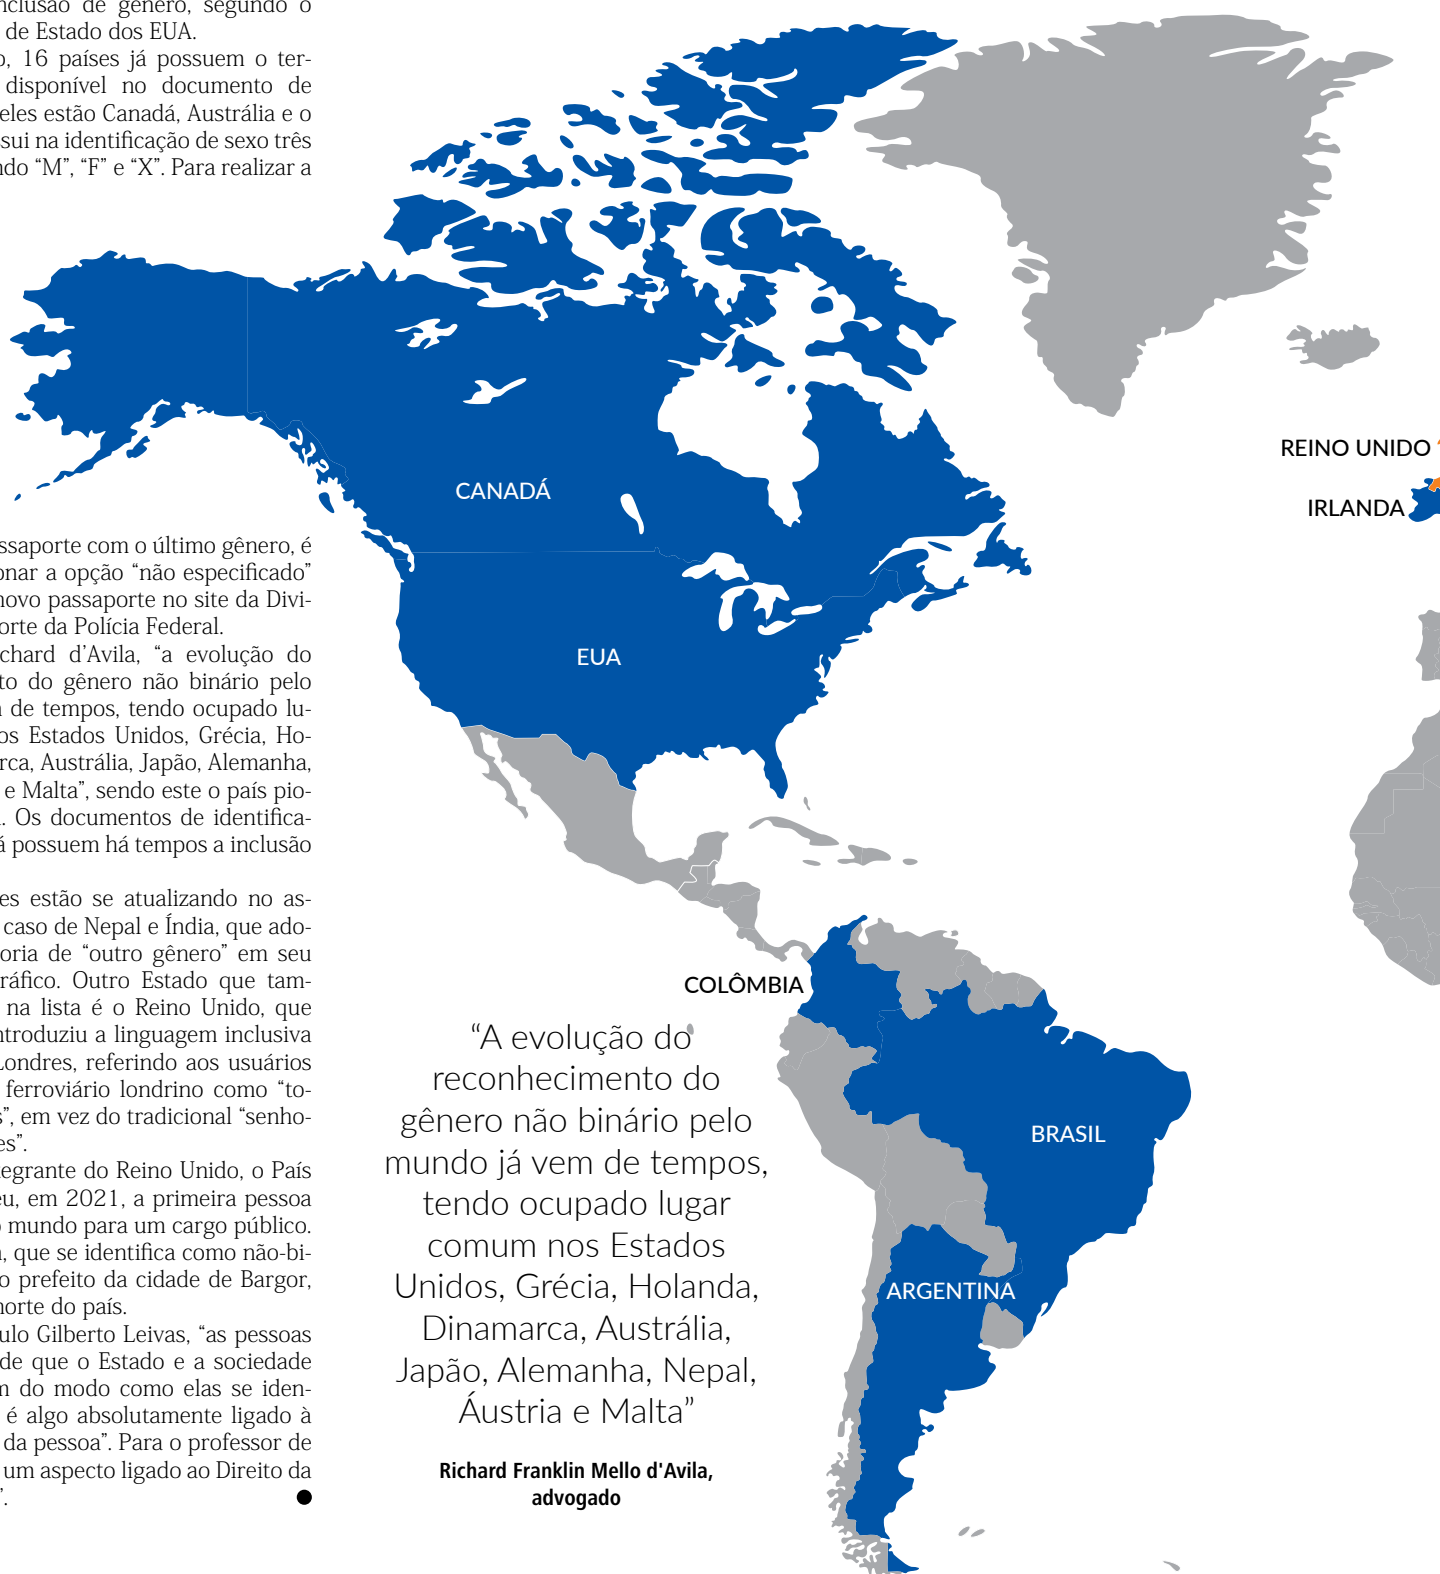 nclusão de gênero, segundo o
de Estado dos EUA.
o, 16 países já possuem o ter-
disponível no documento de
eles estão Canadá, Austrália e o
ssui na identificação de sexo três
ndo “M”, “F” e “X”. Para realizar a
ssaporte com o último gênero, é
onar a opção “não especificado”
novo passaporte no site da Divi-
orte da Polícia Federal.
chard d’Avila, “a evolução do
to do gênero não binário pelo
de tempos, tendo ocupado lu-
os Estados Unidos, Grécia, Ho-
rca, Austrália, Japão, Alemanha,
e Malta”, sendo este o país pio-
. Os documentos de identifica-
á possuem há tempos a inclusão
es estão se atualizando no as-
caso de Nepal e Índia, que ado-
oria de “outro gênero” em seu
ráfico. Outro Estado que tam-
na lista é o Reino Unido, que
ntroduziu a linguagem inclusiva
Londres, referindo aos usuários
ferroviário londrino como “to-
s”, em vez do tradicional “senho-
es”.
tegrante do Reino Unido, o País
eu, em 2021, a primeira pessoa
o mundo para um cargo público.
a, que se identifica como não-bi-
o prefeito da cidade de Bargor,
norte do país.
ulo Gilberto Leivas, “as pessoas
de que o Estado e a sociedade
m do modo como elas se iden-
é algo absolutamente ligado à
da pessoa”. Para o professor de
um aspecto ligado ao Direito da
”.
CANADÁ
EUA
REINO UNIDO
IRLANDA
COLÔMBIA
BRASIL
ARGENTINA
“A evolução do
reconhecimento do
gênero não binário pelo
mundo já vem de tempos,
tendo ocupado lugar
comum nos Estados
Unidos, Grécia, Holanda,
Dinamarca, Austrália,
Japão, Alemanha, Nepal,
Áustria e Malta”
Richard Franklin Mello d'Avila,
advogado